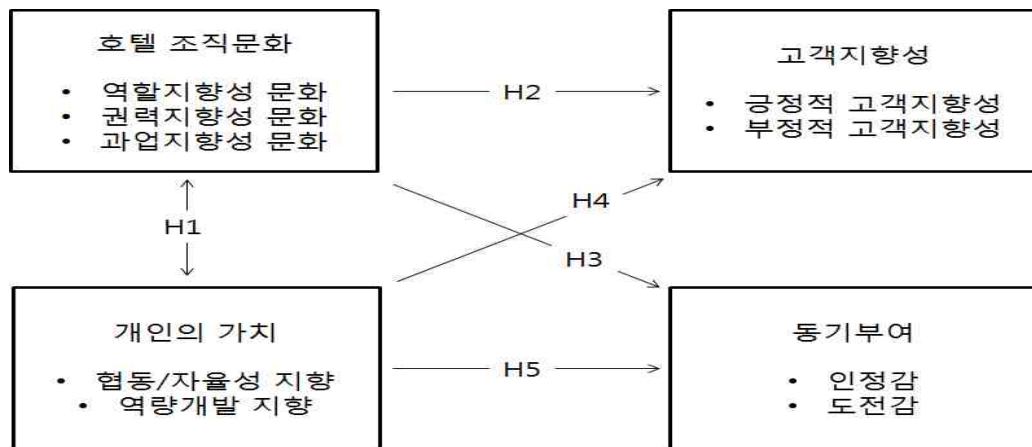 호텔 조직문화
• 역할지향성 문화
• 권력지향성 문화
• 과업지향성 문화
H2
고객지향성
• 긍정적 고객지향성
• 부정적 고객지향성
H1
H4
H3
개인의 가치
• 협동/자율성 지향
• 역량개발 지향
H5
동기부여
• 인정감
• 도전감